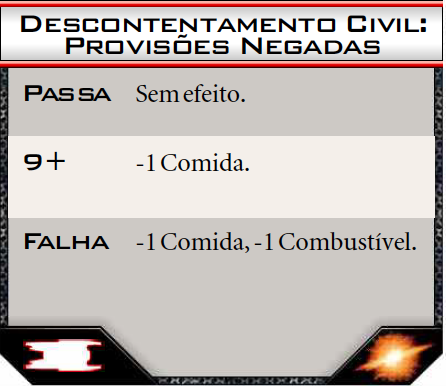 Descontentamento Civil:
Provisões Negadas
Passa Sem efeito.
9+ -1 Comida.
Falha -1 Comida, -1 Combustível.